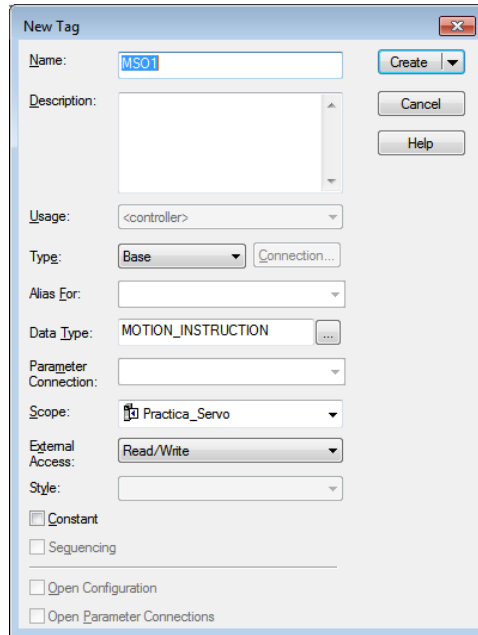 New Tag
Name: MSO1 Create
Description: Cancel
Help
Usage: <controller>
Type: Base Connection...
Alias For:
Data Type: MOTION_INSTRUCTION ...
Parameter
Connection:
Scope: Practica_Servo
External
Access: Read/Write
Style:
Constant
Sequencing
Open Configuration
Open Parameter Connections